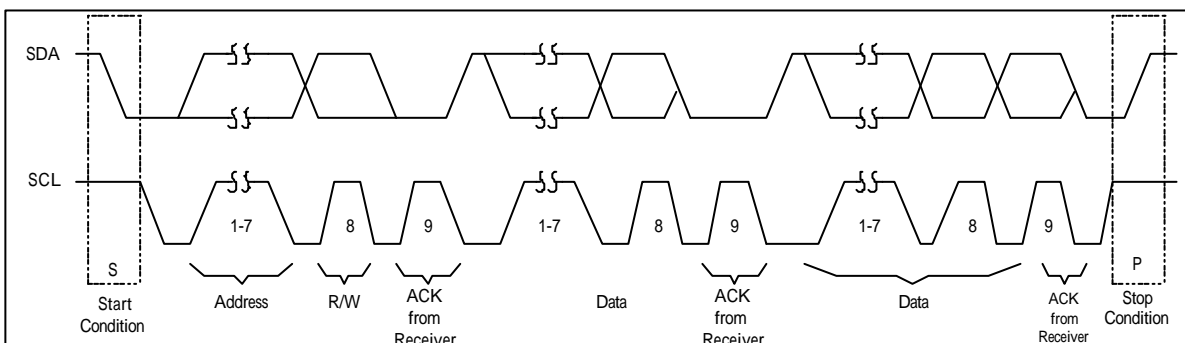 SDA
SCL
1-7 8 9 1-7 8 9 1-7 8 9
S P
Start
Condition
Address
R/W
ACK
from
Receiver
Data
ACK
from
Receiver
Data
ACK
from
Receiver
Stop
Condition